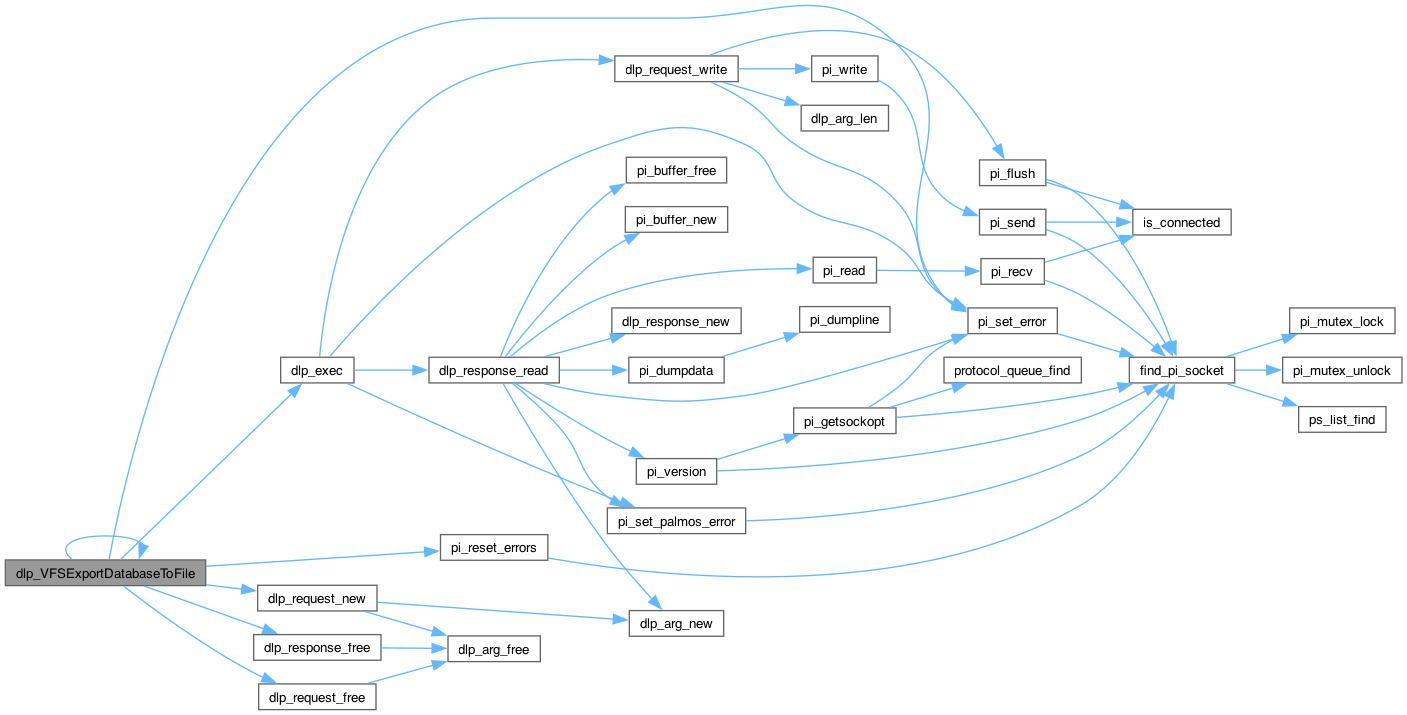 dlp_request_write
pi_write
dlp_arg_len
pi_buffer_free
pi_flush
pi_buffer_new
pi_send
is_connected
pi_read
pi_recv
dlp_response_new
pi_dumpline
pi_set_error
pi_mutex_lock
dlp_exec
dlp_response_read
pi_dumpdata
protocol_queue_find
find_pi_socket
pi_mutex_unlock
pi_getsockopt
ps_list_find
pi_version
pi_set_palmos_error
pi_reset_errors
dlp_VFSExportDatabaseToFile
dlp_request_new
dlp_arg_new
dlp_response_free
dlp_arg_free
dlp_request_free